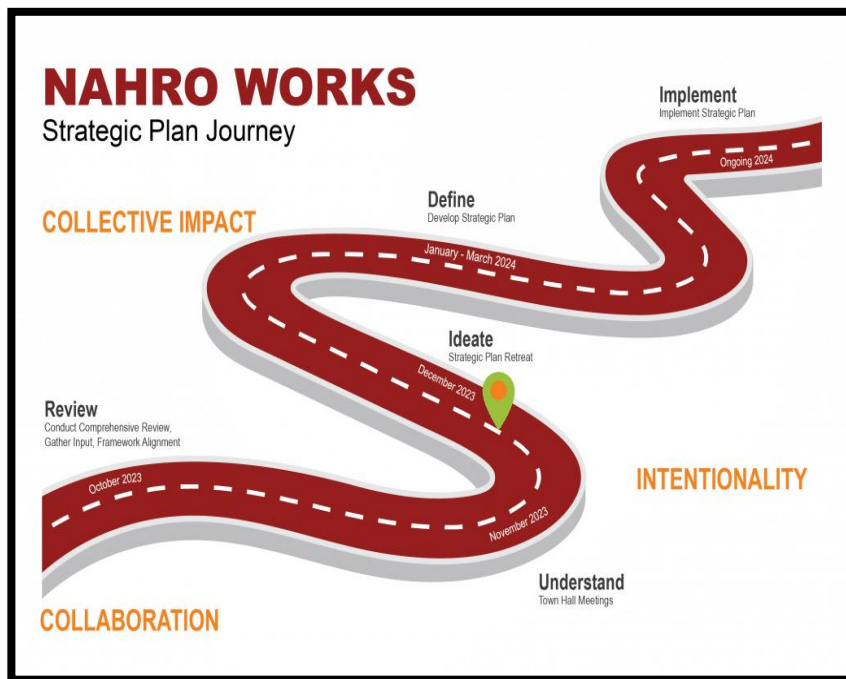 NAHRO WORKS
Strategic Plan Journey
Implement
Implement Strategic Plan
Ongoing 2024
Define
Develop Strategic Plan
COLLECTIVE IMPACT
January - March 2024
Ideate
Strategic Plan Retreat
December 2023
Review
Conduct Comprehensive Review,
Gather Input, Framework Alignment
October 2023
INTENTIONALITY
November 2023
Understand
Town Hall Meetings
COLLABORATION